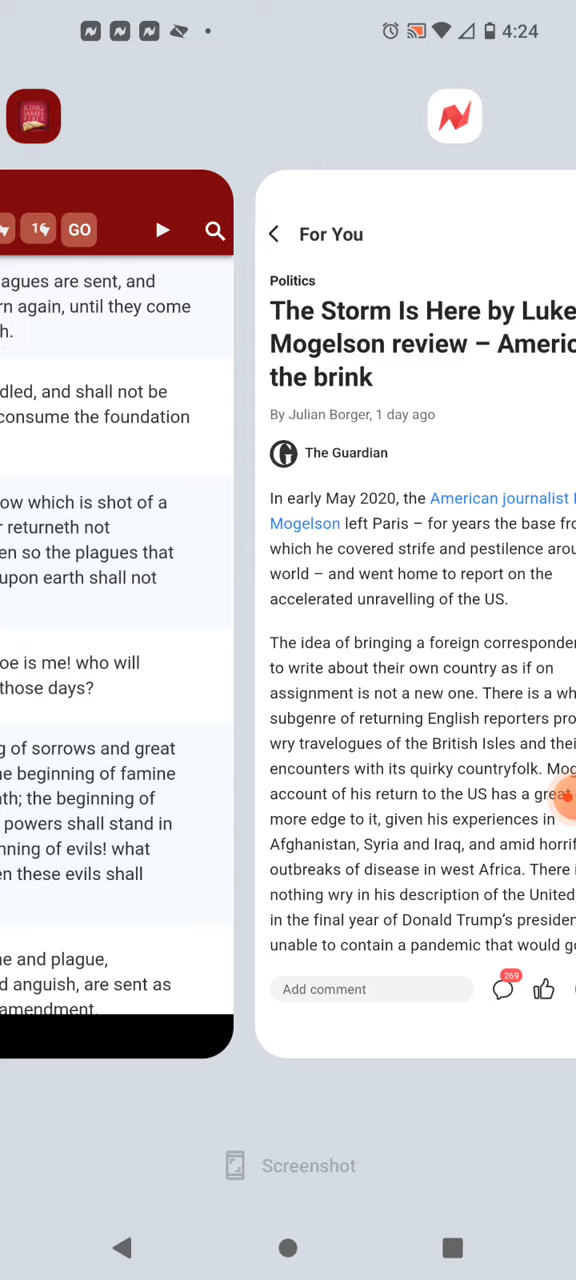 4:24
KING JAMES BIBLE
16
GO
agues are sent, and
rn again, until they come
h.
dled, and shall not be
consume the foundation
ow which is shot of a
r returneth not
en so the plagues that
upon earth shall not
oe is me! who will
those days?
g of sorrows and great
ne beginning of famine
th; the beginning of
powers shall stand in
nning of evils! what
en these evils shall
ne and plague,
d anguish, are sent as
amendment.
For You
Politics
The Storm Is Here by Luke
Mogelson review – Americ
the brink
By Julian Borger, 1 day ago
The Guardian
In early May 2020, the American journalist
Mogelson left Paris – for years the base fro
which he covered strife and pestilence arou
world – and went home to report on the
accelerated unravelling of the US.
The idea of bringing a foreign corresponden
to write about their own country as if on
assignment is not a new one. There is a wh
subgenre of returning English reporters pro
wry travelogues of the British Isles and thei
encounters with its quirky countryfolk. Mog
account of his return to the US has a great
more edge to it, given his experiences in
Afghanistan, Syria and Iraq, and amid horrif
outbreaks of disease in west Africa. There i
nothing wry in his description of the United
in the final year of Donald Trump’s presiden
unable to contain a pandemic that would go
Add comment
269
Screenshot